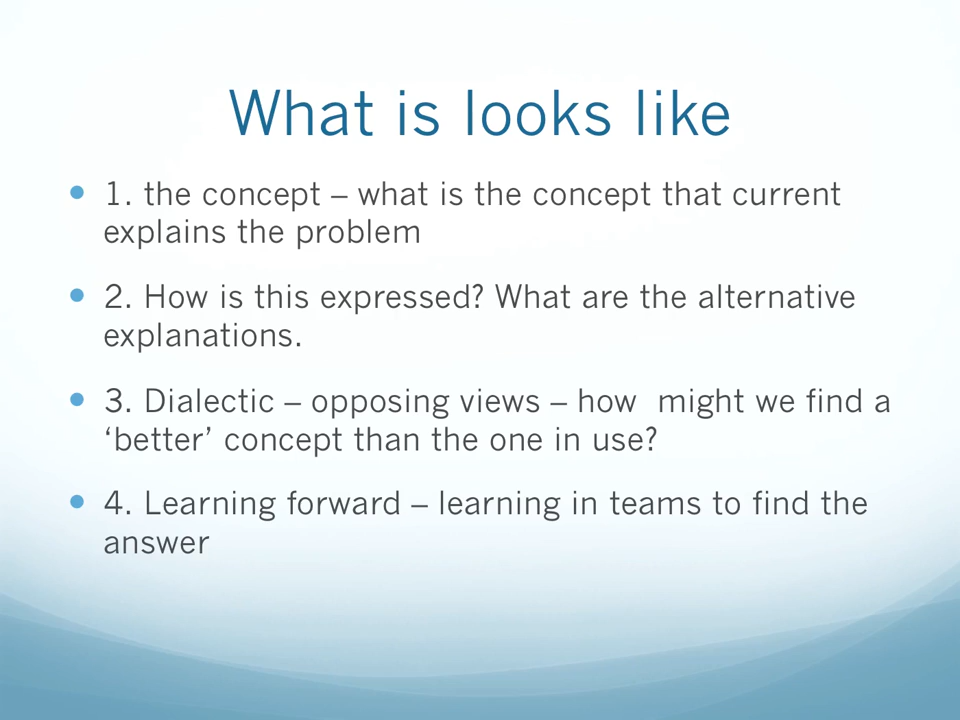 What is looks like
• 1. the concept – what is the concept that current
explains the problem
• 2. How is this expressed? What are the alternative
explanations.
• 3. Dialectic – opposing views – how  might we find a
‘better’ concept than the one in use?
• 4. Learning forward – learning in teams to find the
answer